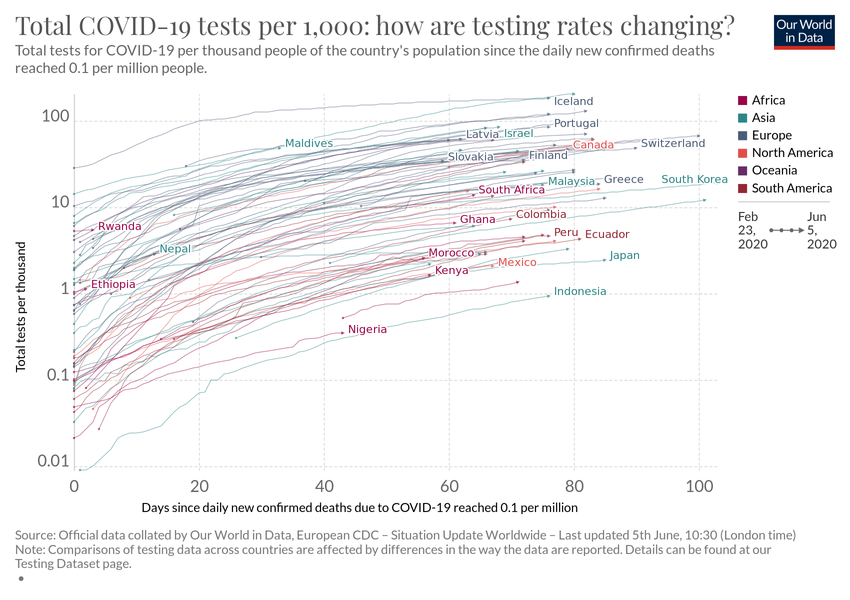 Total COVID-19 tests per 1,000: how are testing rates changing?
Our World
in Data
Total tests for COVID-19 per thousand people of the country's population since the daily new confirmed deaths
reached 0.1 per million people.
100
10
1
0.1
0.01
Total tests per thousand
Iceland
Portugal
Latvia
Israel
Maldives
Canada
Switzerland
Slovakia
Finland
Malaysia
Greece
South Korea
South Africa
Colombia
Ghana
Rwanda
Peru
Ecuador
Nepal
Morocco
Japan
Mexico
Kenya
Ethiopia
Indonesia
Nigeria
Africa
Asia
Europe
North America
Oceania
South America
Feb
23,
2020
Jun
5,
2020
0
20
40
60
80
100
Days since daily new confirmed deaths due to COVID-19 reached 0.1 per million
Source: Official data collated by Our World in Data, European CDC – Situation Update Worldwide – Last updated 5th June, 10:30 (London time)
Note: Comparisons of testing data across countries are affected by differences in the way the data are reported. Details can be found at our
Testing Dataset page.